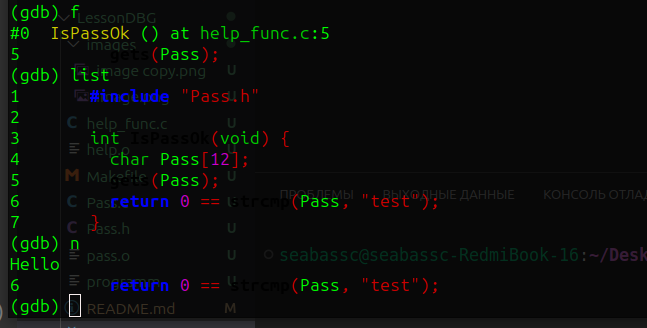 (gdb) f
#0  IsPassOk () at help_func.c:5
5         gets(Pass);
(gdb) list
1       #include "Pass.h"
2
3       int IsPassOk(void) {
4         char Pass[12];
5         gets(Pass);
6         return 0 == strcmp(Pass, "test");
7       }
(gdb) n
Hello
6         return 0 == strcmp(Pass, "test");
(gdb)
LessonDBG
images
image copy.png U
image.png U
help_func.c U
help.o U
Makefile
Pass.h U
pass.o U
programm
README.md M
ПРОБЛЕМЫ ВЫХОДНЫЕ ДАННЫЕ КОНСОЛЬ ОТЛАД
seabassc@seabassc-RedmiBook-16:~/Desk